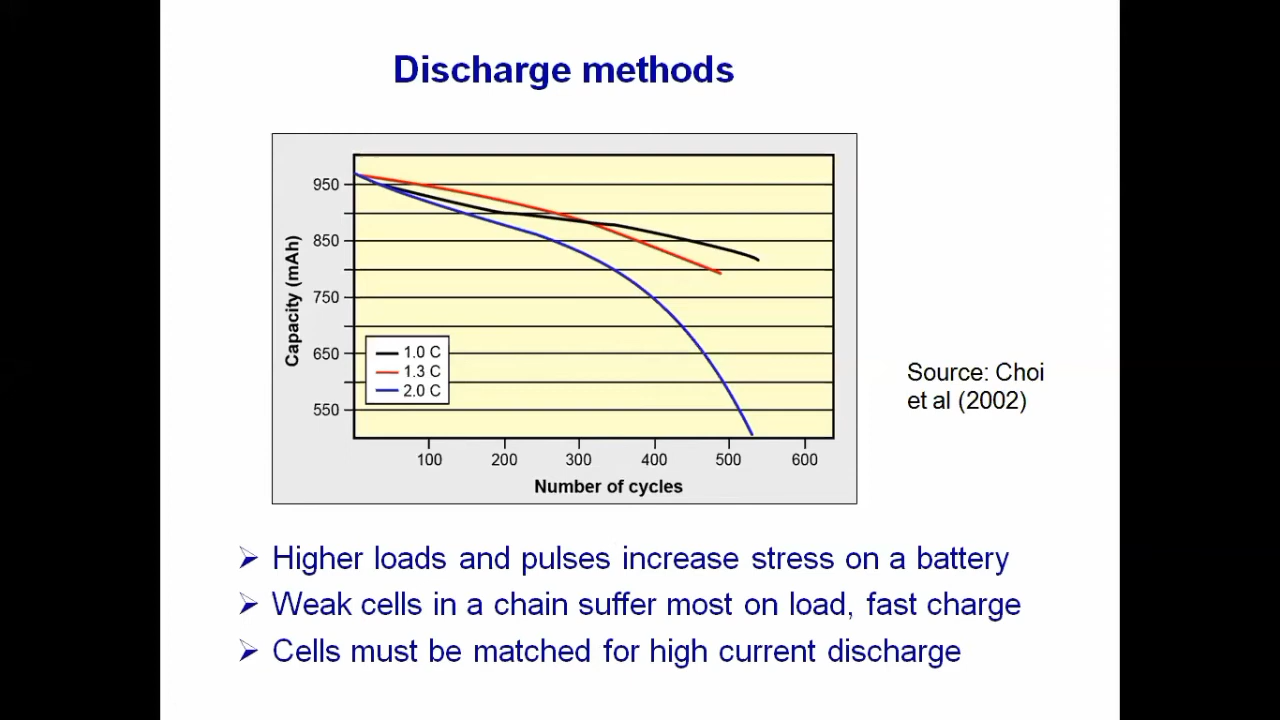 Discharge methods
950
850
750
650
550
Capacity (mAh)
1.0 C
1.3 C
2.0 C
100 200 300 400 500 600
Number of cycles
Source: Choi
et al (2002)
Higher loads and pulses increase stress on a battery
Weak cells in a chain suffer most on load, fast charge
Cells must be matched for high current discharge